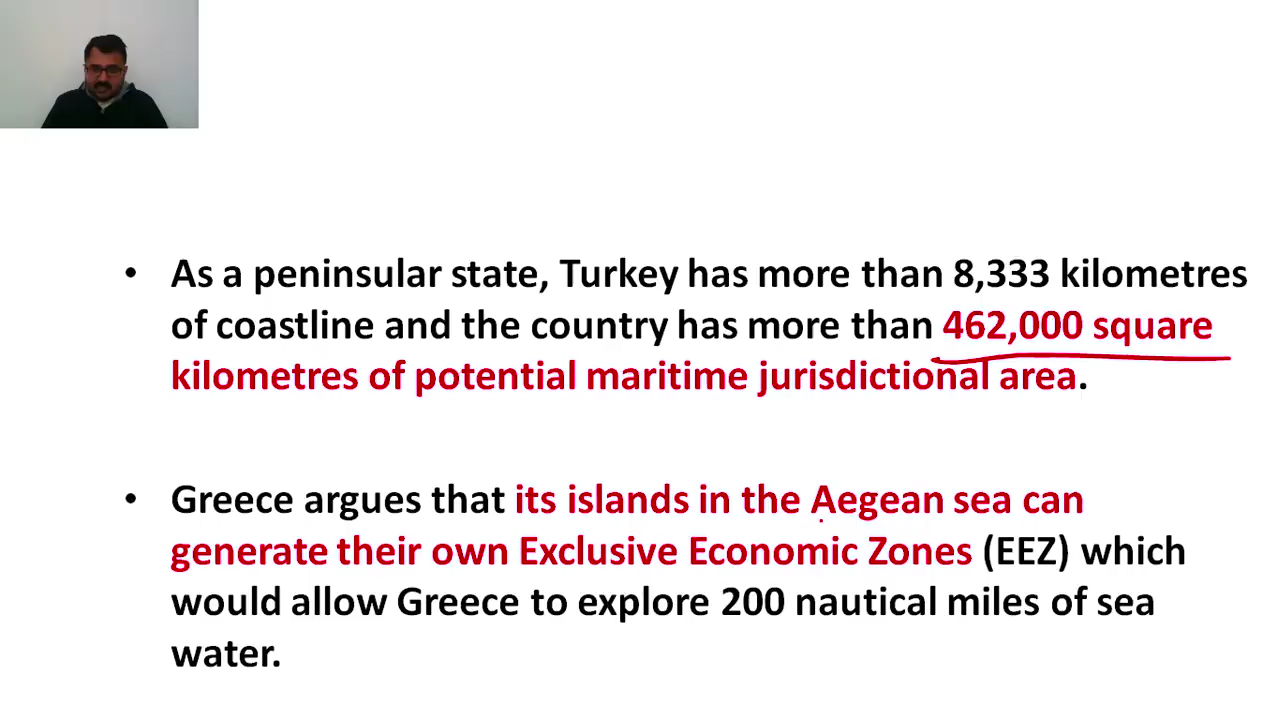 • As a peninsular state, Turkey has more than 8,333 kilometres
of coastline and the country has more than 462,000 square
kilometres of potential maritime jurisdictional area.
• Greece argues that its islands in the Aegean sea can
generate their own Exclusive Economic Zones (EEZ) which
would allow Greece to explore 200 nautical miles of sea
water.